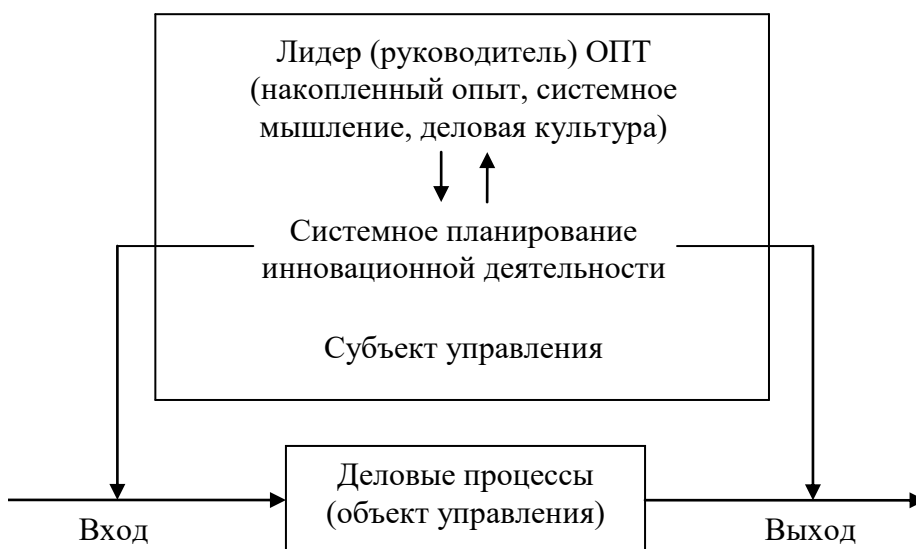 Лидер (руководитель) ОПТ
(накопленный опыт, системное
мышление, деловая культура)
Системное планирование
инновационной деятельности
Субъект управления
Деловые процессы
(объект управления)
Вход
Выход